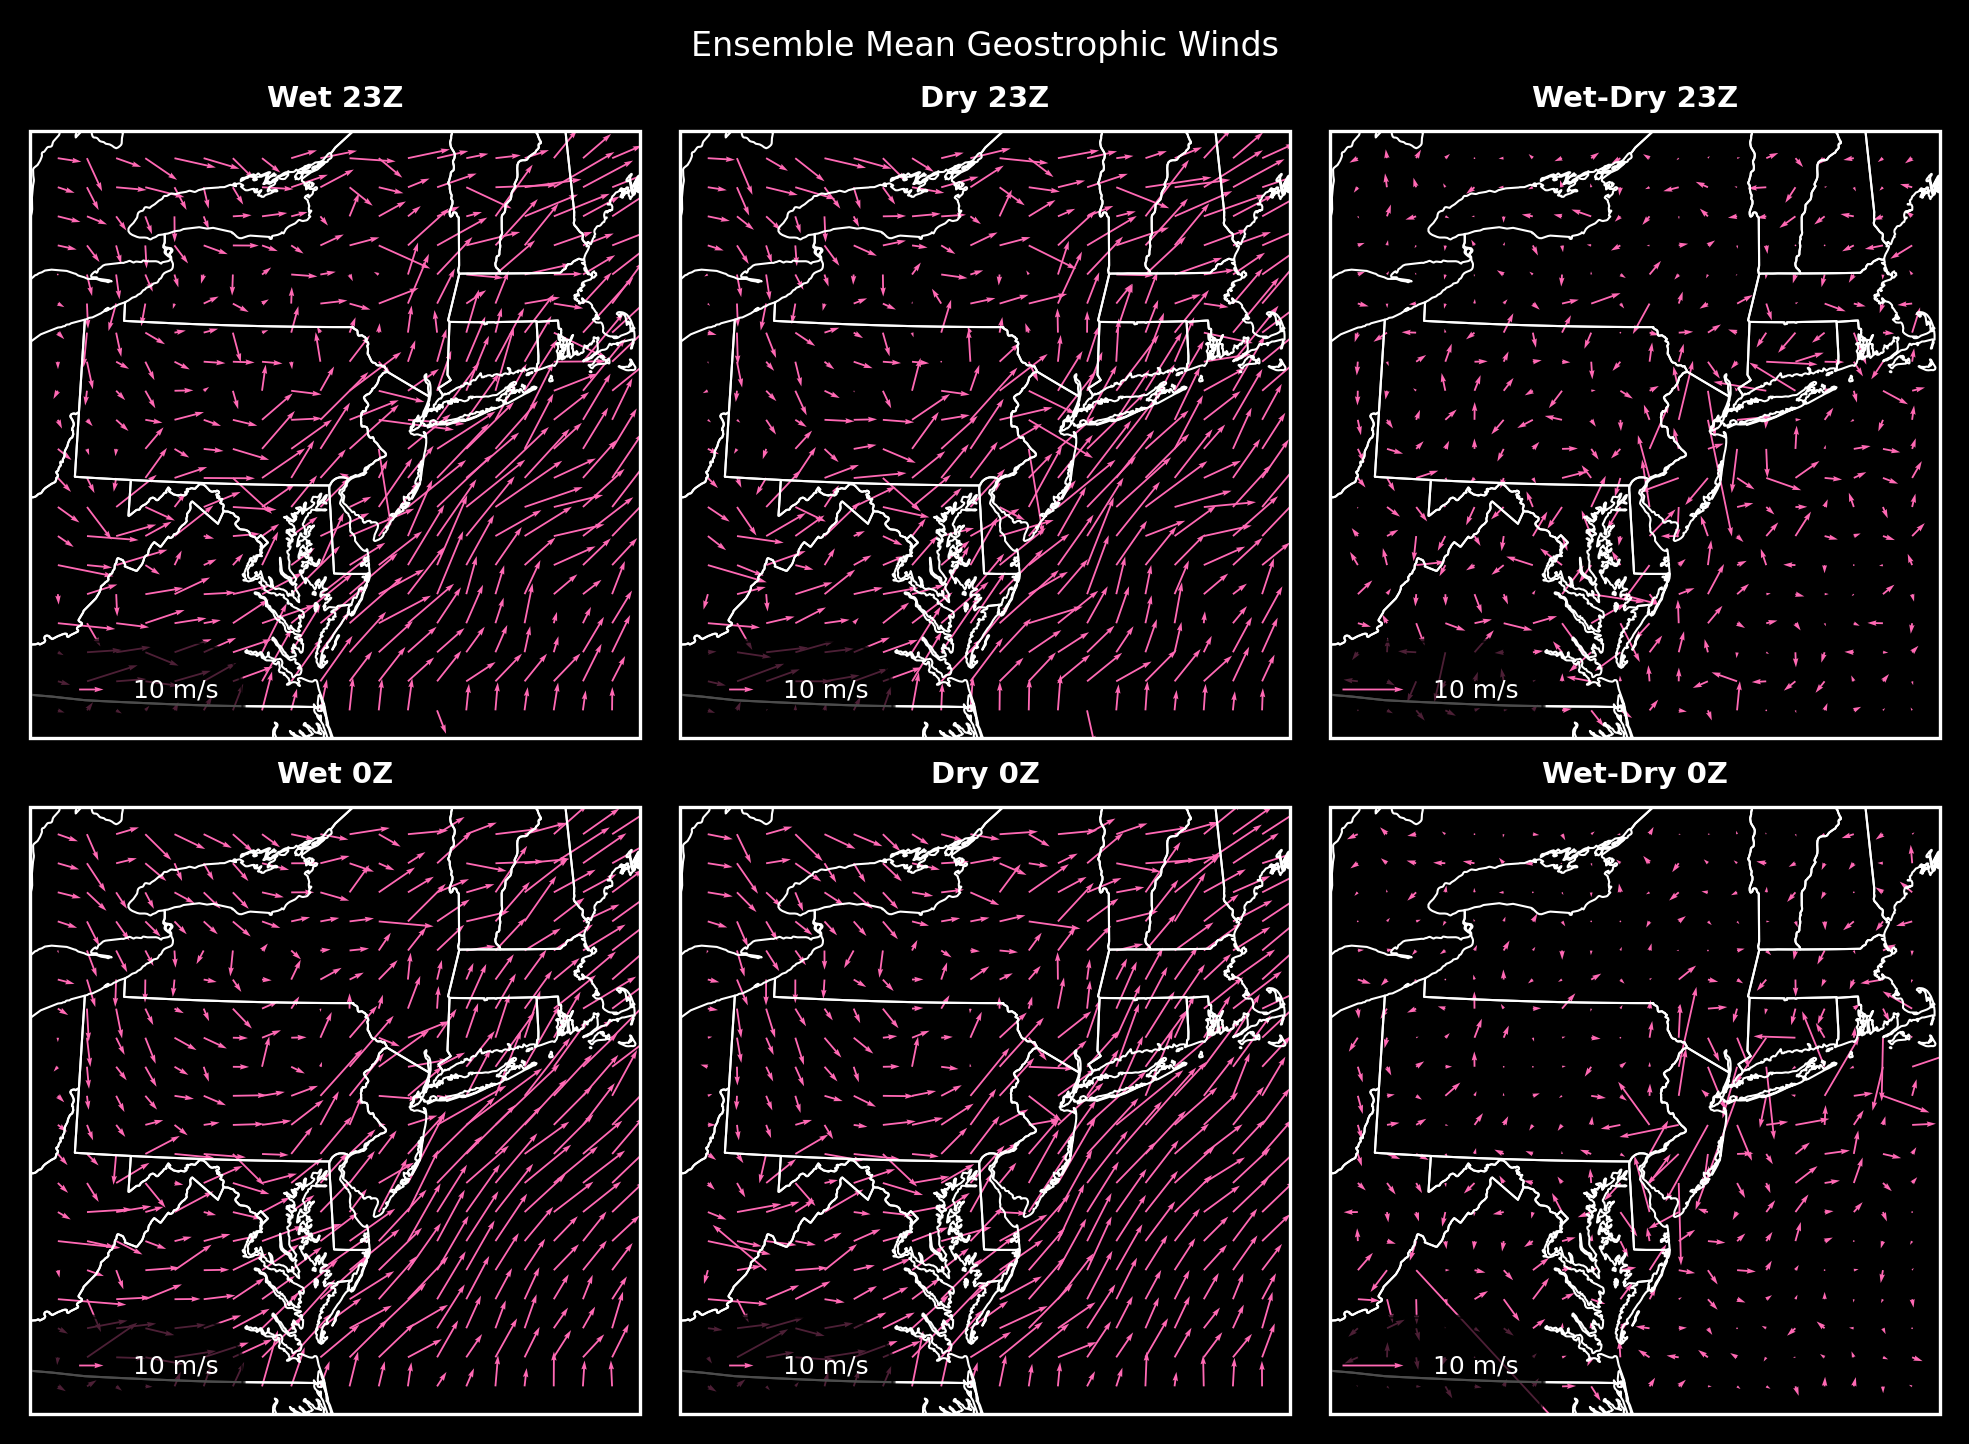 Ensemble Mean Geostrophic Winds
Wet 23Z
Dry 23Z
Wet-Dry 23Z
10 m/s
10 m/s
10 m/s
Wet 0Z
Dry 0Z
Wet-Dry 0Z
10 m/s
10 m/s
10 m/s